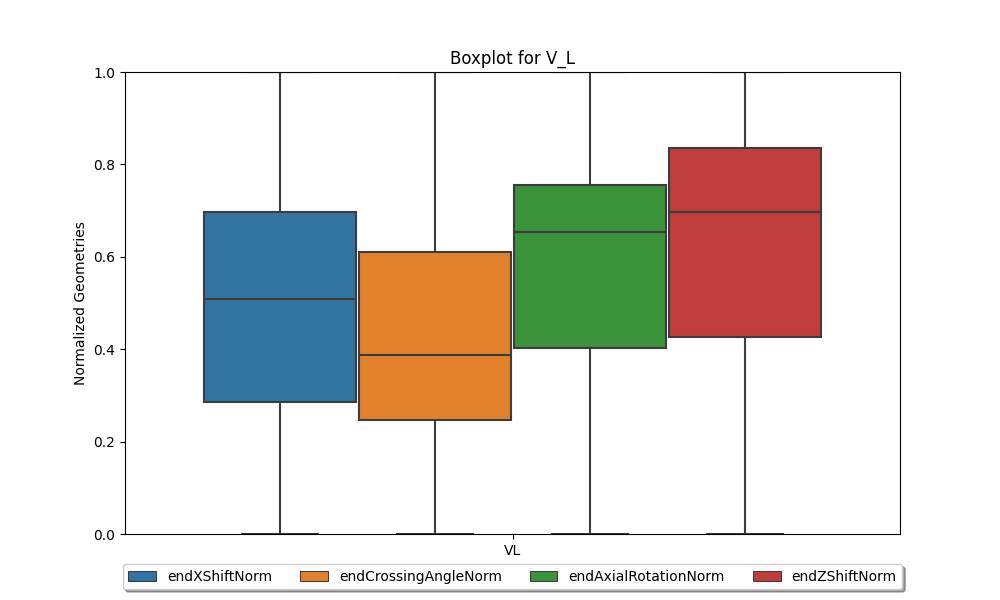 Boxplot for V_L
Normalized Geometries
1.0
0.8
0.6
0.4
0.2
0.0
VL
endXShiftNorm endCrossingAngleNorm endAxialRotationNorm endZShiftNorm